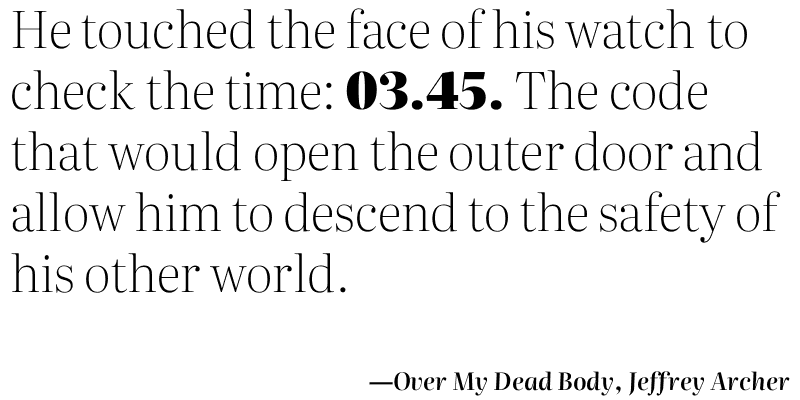 He touched the face of his watch to
check the time: 03.45. The code
that would open the outer door and
allow him to descend to the safety of
his other world.
—Over My Dead Body, Jeffrey Archer